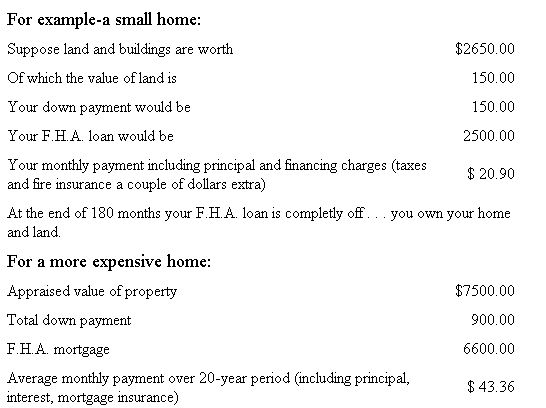 For example-a small home:
Suppose land and buildings are worth $2650.00
Of which the value of land is 150.00
Your down payment would be 150.00
Your F.H.A. loan would be 2500.00
Your monthly payment including principal and financing charges (taxes
and fire insurance a couple of dollars extra) $ 20.90
At the end of 180 months your F.H.A. loan is completly off . . . you own your home
and land.
For a more expensive home:
Appraised value of property $7500.00
Total down payment 900.00
F.H.A. mortgage 6600.00
Average monthly payment over 20-year period (including principal,
interest, mortgage insurance) $ 43.36